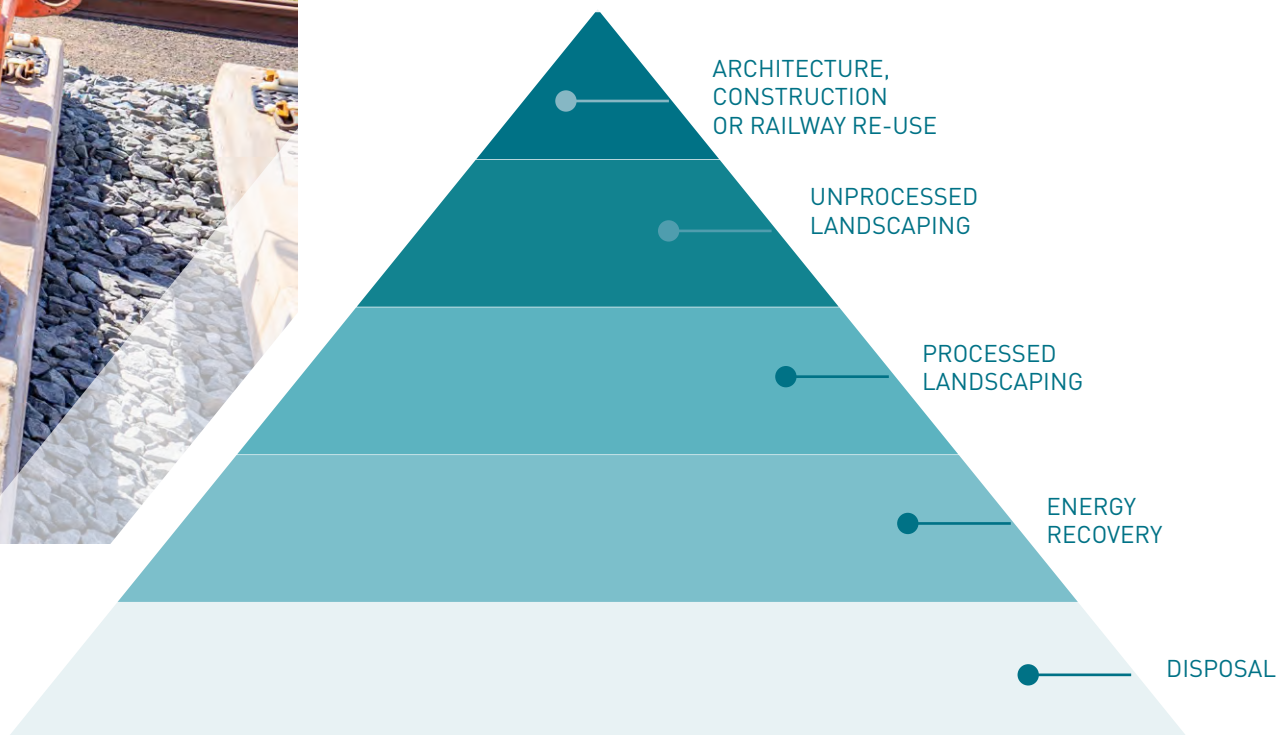 ARCHITECTURE,
CONSTRUCTION
OR RAILWAY RE-USE
UNPROCESSED
LANDSCAPING
PROCESSED
LANDSCAPING
ENERGY
RECOVERY
DISPOSAL